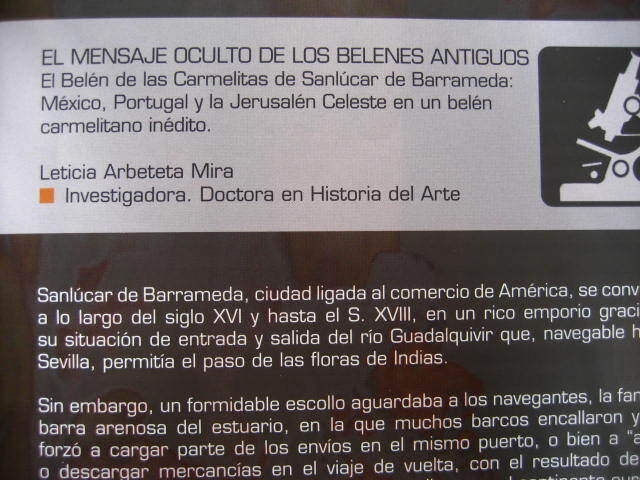 EL MENSAJE OCULTO DE LOS BELENES ANTIGUOS
El Belén de las Carmelitas de Sanlúcar de Barrameda:
México, Portugal y la Jerusalén Celeste en un belén
carmelitano inédito.
Leticia Arbeteta Mira
Investigadora. Doctora en Historia del Arte
Sanlúcar de Barrameda, ciudad ligada al comercio de América, se conv
a lo largo del siglo XVI y hasta el S. XVIII, en un rico emporio graci
su situación de entrada y salida del río Guadalquivir que, navegable h
Sevilla, permitía el paso de las floras de Indias.
Sin embargo, un formidable escollo aguardaba a los navegantes, la fam
barra arenosa del estuario, en la que muchos barcos encallaron y
forzó a cargar parte de los envíos en el mismo puerto, o bien a "a
o descargar mercancías en el viaje de vuelta, con el resultado de